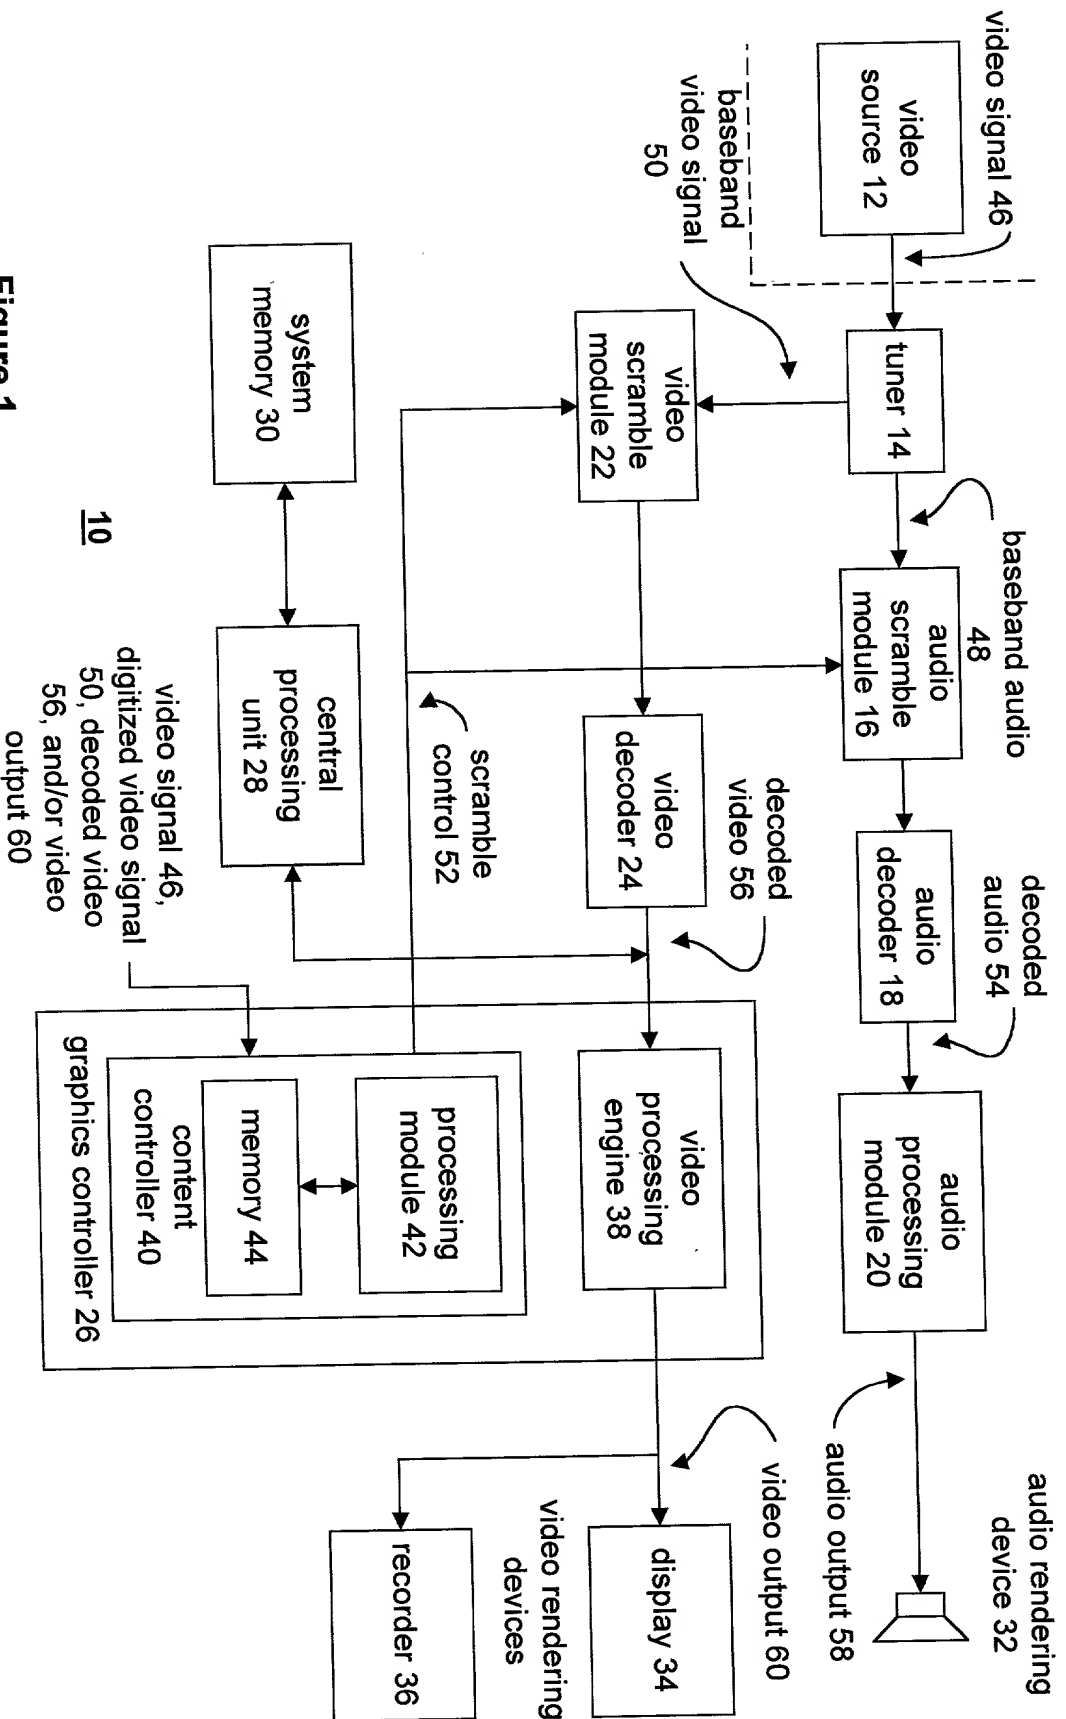 video signal 46
video
source 12
tuner 14
baseband audio
48
audio
scramble
module 16
audio
decoder 18
decoded
audio 54
audio
processing
module 20
audio output 58
audio rendering
device 32
baseband
video signal
50
video
scramble
module 22
video
decoder 24
decoded
video 56
video
processing
engine 38
video output 60
display 34
video rendering
devices
recorder 36
scramble
control 52
system
memory 30
central
processing
unit 28
processing
module 42
memory 44
content
controller 40
graphics controller 26
video signal 46,
digitized video signal
50, decoded video
56, and/or video
output 60
10
Figure 1